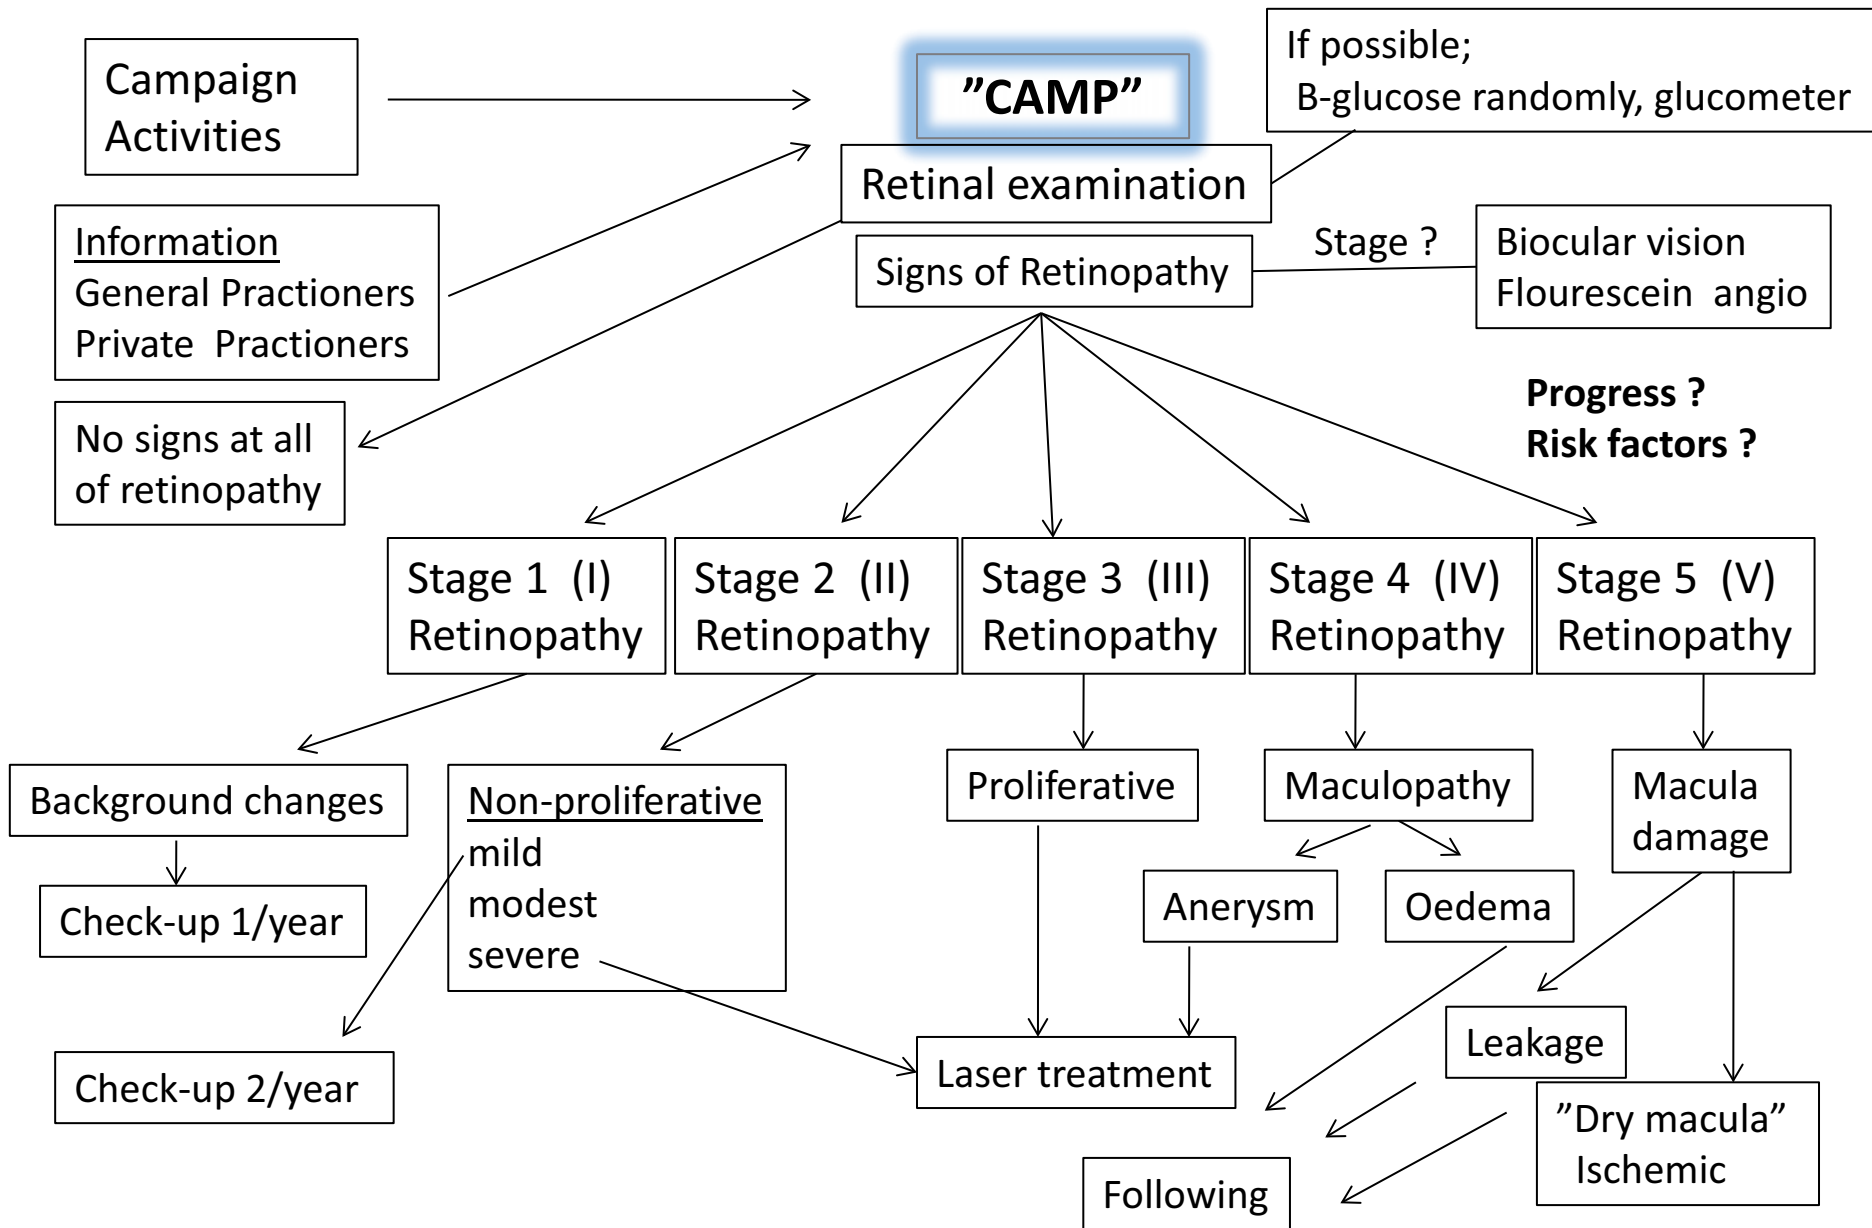 Campaign
Activities
”CAMP”
If possible;
B-glucose randomly, glucometer
Retinal examination
Information
General Practioners
Private Practioners
Signs of Retinopathy
Stage ?
Biocular vision
Flourescein angio
Progress ?
Risk factors ?
No signs at all
of retinopathy
Stage 1 (I)
Retinopathy
Stage 2 (II)
Retinopathy
Stage 3 (III)
Retinopathy
Stage 4 (IV)
Retinopathy
Stage 5 (V)
Retinopathy
Background changes
Non-proliferative
mild
modest
severe
Proliferative
Maculopathy
Macula
damage
Check-up 1/year
Anerysm
Oedema
Check-up 2/year
Laser treatment
Leakage
”Dry macula”
Ischemic
Following